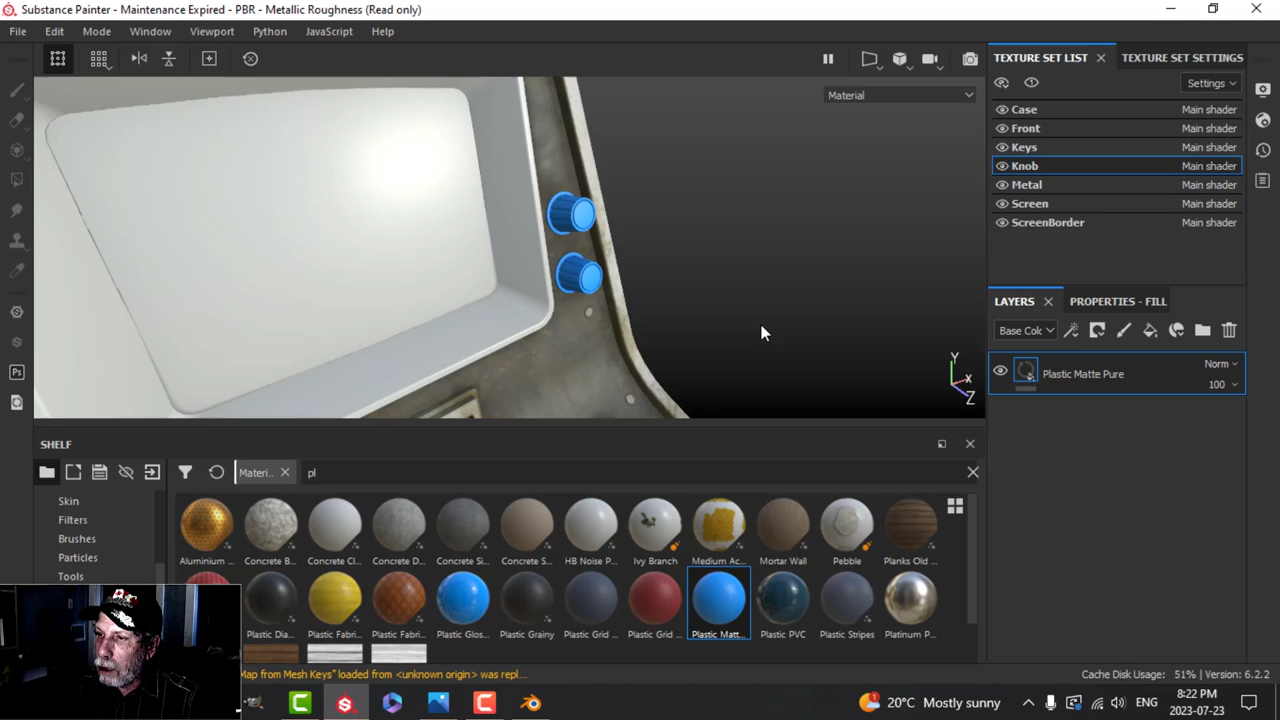 Substance Painter - Maintenance Expired - PBR - Metallic Roughness (Read only)
File Edit Mode Window Viewport Python JavaScript Help
TEXTURE SET LIST
TEXTURE SET SETTINGS
Settings
Material
Case Main shader
Front Main shader
Keys Main shader
Knob Main shader
Metal Main shader
Screen Main shader
ScreenBorder Main shader
LAYERS
PROPERTIES - FILL
Base Col
Plastic Matte Pure
Norm
100
Y
X
Z
SHELF
Materi...
pl
Skin
Filters
Brushes
Particles
Tools
Aluminium ...
Concrete B...
Concrete Cl...
Concrete D...
Concrete Si...
Concrete S...
HB Noise P...
Ivy Branch
Medium Ac...
Mortar Wall
Pebble
Planks Old ...
Plastic Dia...
Plastic Fabri...
Plastic Fabri...
Plastic Glos...
Plastic Grainy
Plastic Grid ...
Plastic Grid ...
Plastic Matt...
Plastic PVC
Plastic Stripes
Platinum P...
Ps
Map from Mesh Keys" loaded from <unknown origin> was repl...
Cache Disk Usage: 51% | Version: 6.2.2
20°C Mostly sunny
ENG
8:22 PM
2023-07-23